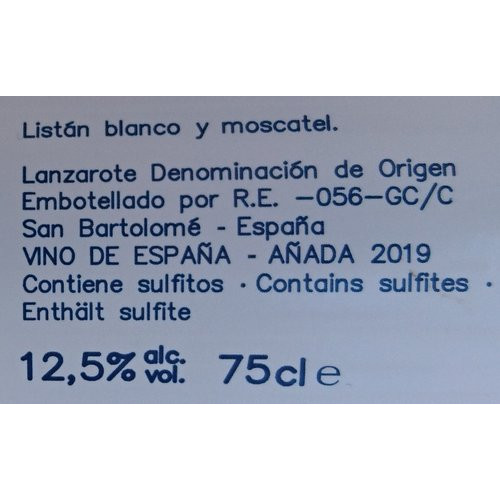 Listán blanco y moscatel.
Lanzarote Denominación de Origen
Embotellado por R.E. -056-GC/C
San Bartolomé - España
VINO DE ESPAÑA - AÑADA 2019
Contiene sulfitos · Contains sulfites ·
Enthält sulfite
12,5% alc. vol. 75cl e